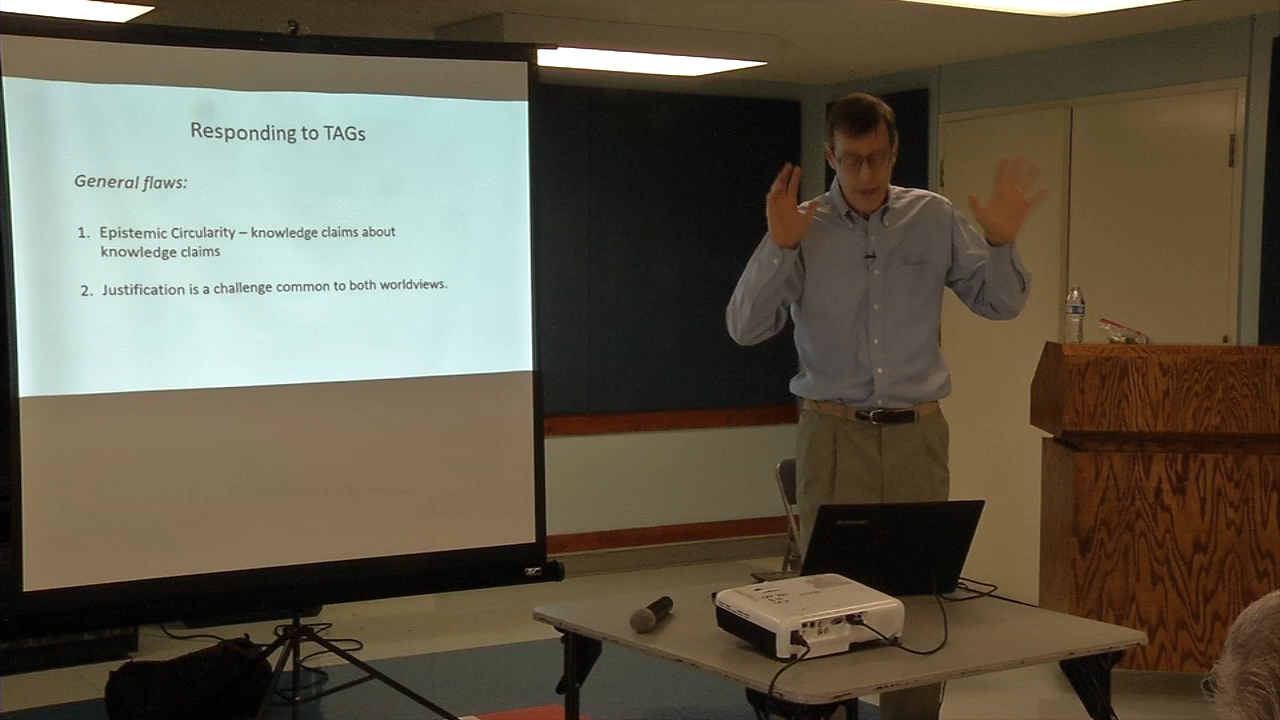 Responding to TAGs
General flaws:
1. Epistemic Circularity – knowledge claims about
knowledge claims
2. Justification is a challenge common to both worldviews.